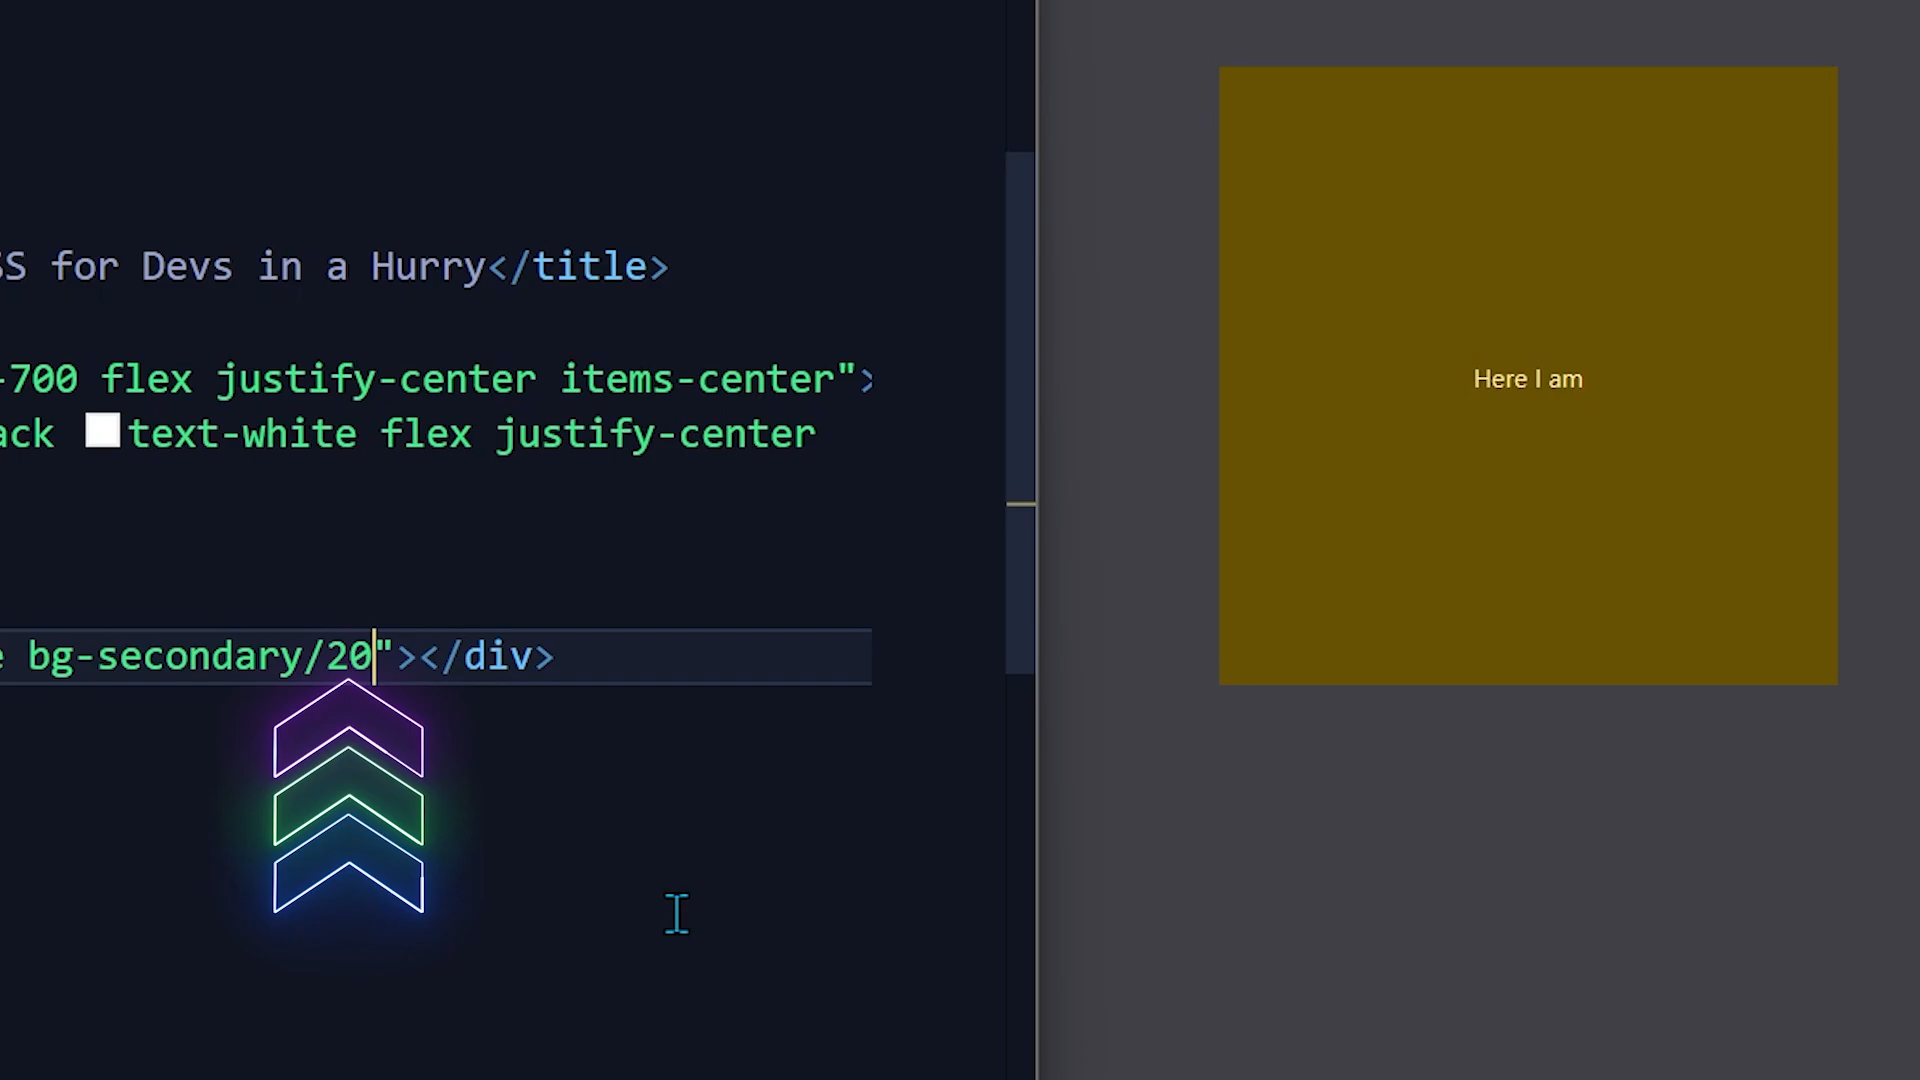 SS for Devs in a Hurry</title>
-700 flex justify-center items-center">
ack text-white flex justify-center
e bg-secondary/20"></div>
Here I am